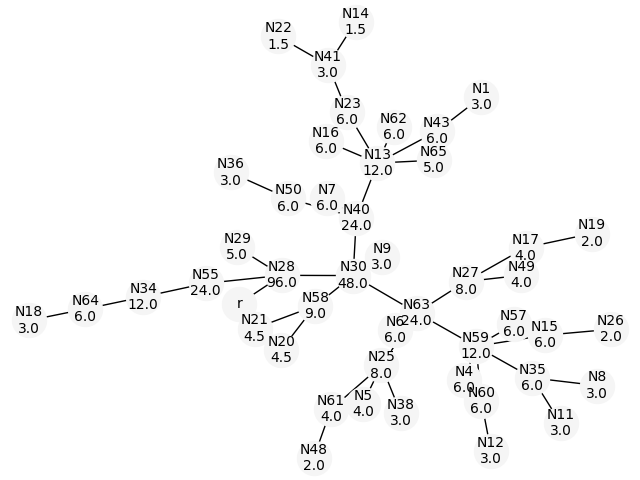 N14
1.5
N22
1.5
N41
3.0
N1
3.0
N23
6.0
N62
6.0
N43
6.0
N16
6.0
N65
5.0
N13
12.0
N36
3.0
N50
6.0
N7
6.0
N40
24.0
N19
2.0
N17
4.0
N29
5.0
N9
3.0
N28
96.0
N30
48.0
N49
4.0
N27
8.0
N55
24.0
N34
12.0
N64
6.0
N18
3.0
r
N58
9.0
N63
24.0
N21
4.5
N6
6.0
N57
6.0
N15
6.0
N26
2.0
N20
4.5
N59
12.0
N25
8.0
N4
6.0
N35
6.0
N8
3.0
N60
6.0
N61
4.0
N5
4.0
N38
3.0
N11
3.0
N12
3.0
N48
2.0